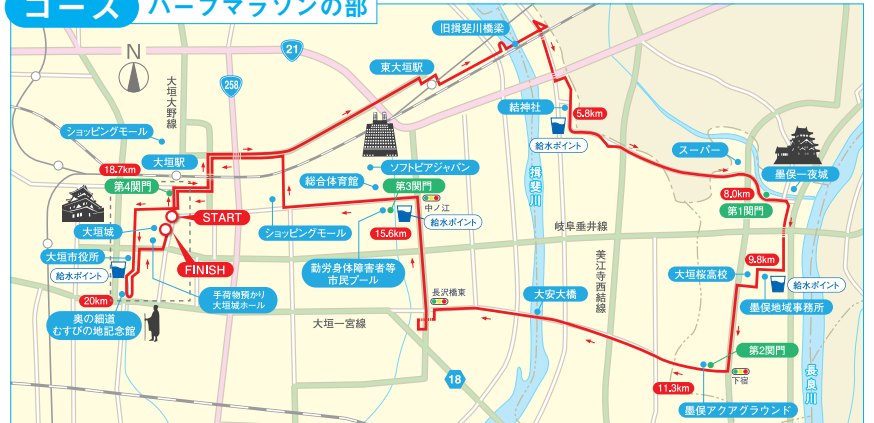 コース ハーフマラソンの部
旧揖斐川橋梁
N
21
東大垣駅
大垣大野線
258
結神社
5.8km
給水ポイント
ショッピングモール
スーパー
大垣駅
18.7km
ソフトピアジャパン
揖斐川
墨俣一夜城
第4関門
総合体育館
第3関門
8.0km
中ノ江
第1関門
START
給水ポイント
大垣城
ショッピングモール
15.6km
岐阜垂井線
大垣市役所
9.8km
FINISH
勤労身体障害者等
市民プール
美江寺西結線
給水ポイント
大垣桜高校
給水ポイント
手荷物預かり
大垣城ホール
長沢橋東
大安大橋
墨俣地域事務所
20km
奥の細道
むすびの地記念館
大垣一宮線
第2関門
長良川
18
11.3km
下宿
墨俣アクアグラウンド